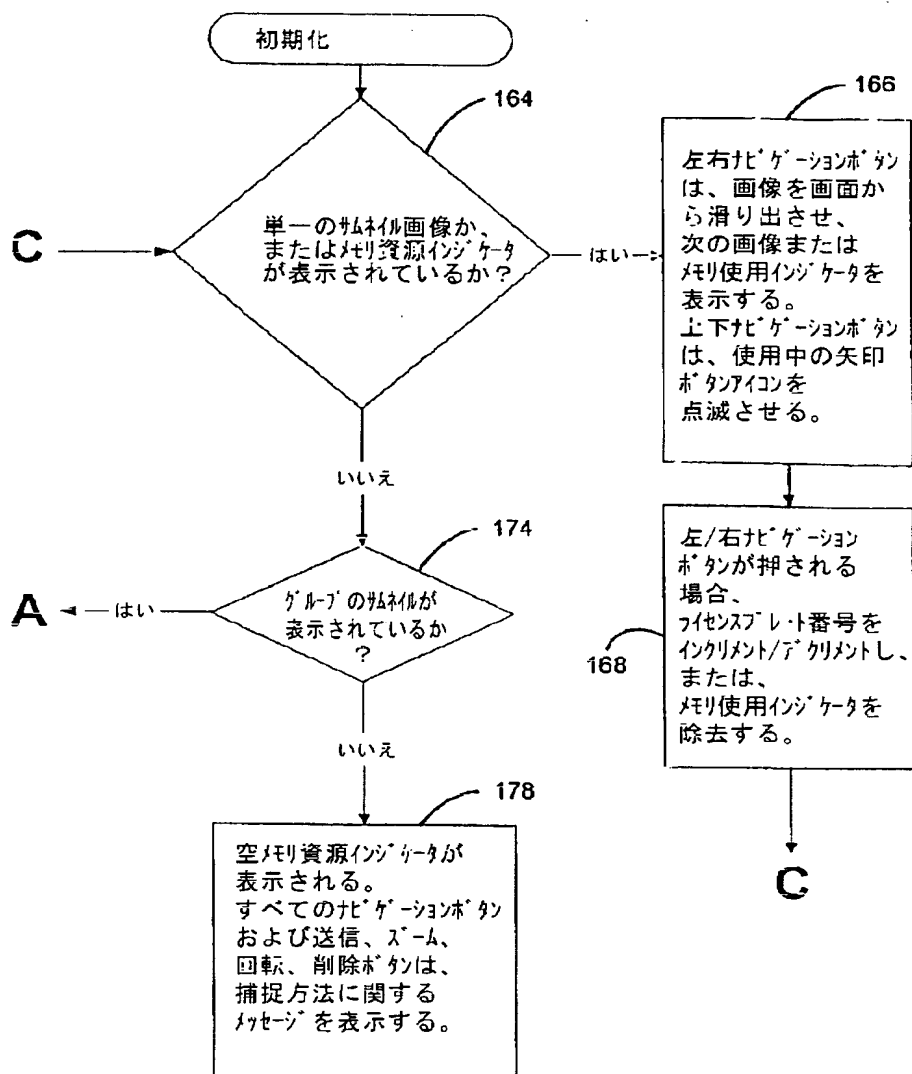 初期化
164
単一のサムネイル画像か、
またはメモリ資源インジケータ
が表示されているか？
C
はい
166
左右ナビゲーションボタン
は、画像を画面か
ら滑り出させ、
次の画像または
メモリ使用インジケータを
表示する。
上下ナビゲーションボタン
は、使用中の矢印
ボタンアイコンを
点滅させる。
いいえ
174
グループのサムネイルが
表示されているか
？
A
はい
168
左/右ナビゲーション
ボタンが押される
場合、
ライセンスプレート番号を
インクリメント/デクリメントし、
または、
メモリ使用インジケータを
除去する。
C
いいえ
178
空メモリ資源インジケータが
表示される。
すべてのナビゲーションボタン
および送信、ズーム、
回転、削除ボタンは、
捕捉方法に関する
メッセージを表示する。